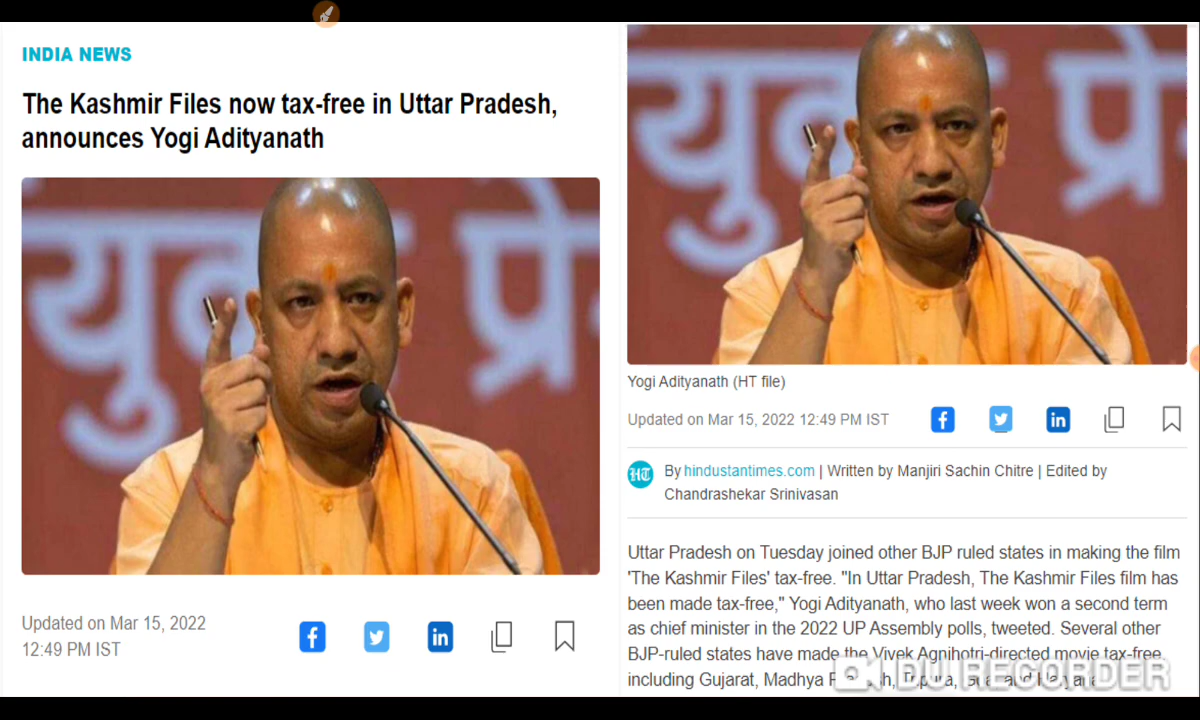 INDIA NEWS
The Kashmir Files now tax-free in Uttar Pradesh,
announces Yogi Adityanath
युवा प्रे
Updated on Mar 15, 2022
12:49 PM IST
युवा प्रे
Yogi Adityanath (HT file)
Updated on Mar 15, 2022 12:49 PM IST
HT
By hindustantimes.com | Written by Manjiri Sachin Chitre | Edited by
Chandrashekar Srinivasan
Uttar Pradesh on Tuesday joined other BJP ruled states in making the film
'The Kashmir Files' tax-free. "In Uttar Pradesh, The Kashmir Files film has
been made tax-free," Yogi Adityanath, who last week won a second term
as chief minister in the 2022 UP Assembly polls, tweeted. Several other
BJP-ruled states have made the Vivek Agnihotri-directed movie tax-free,
including Gujarat, Madhya Pradesh, Tripura, Goa, and Haryana.
DU RECORDER